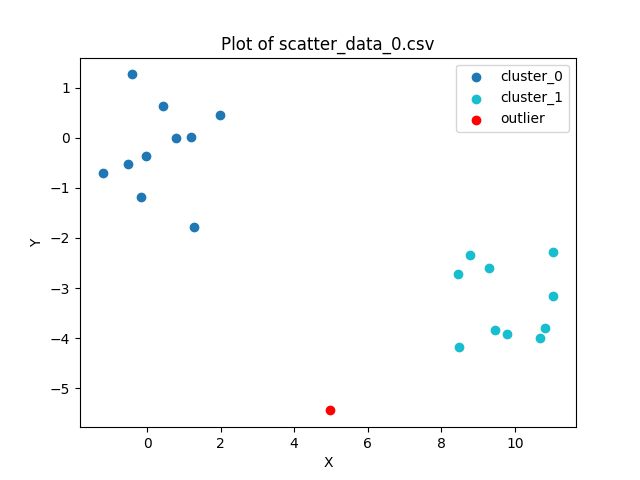 Plot of scatter_data_0.csv
cluster_0
cluster_1
outlier
1
0
−1
−2
−3
−4
−5
Y
0 2 4 6 8 10
X